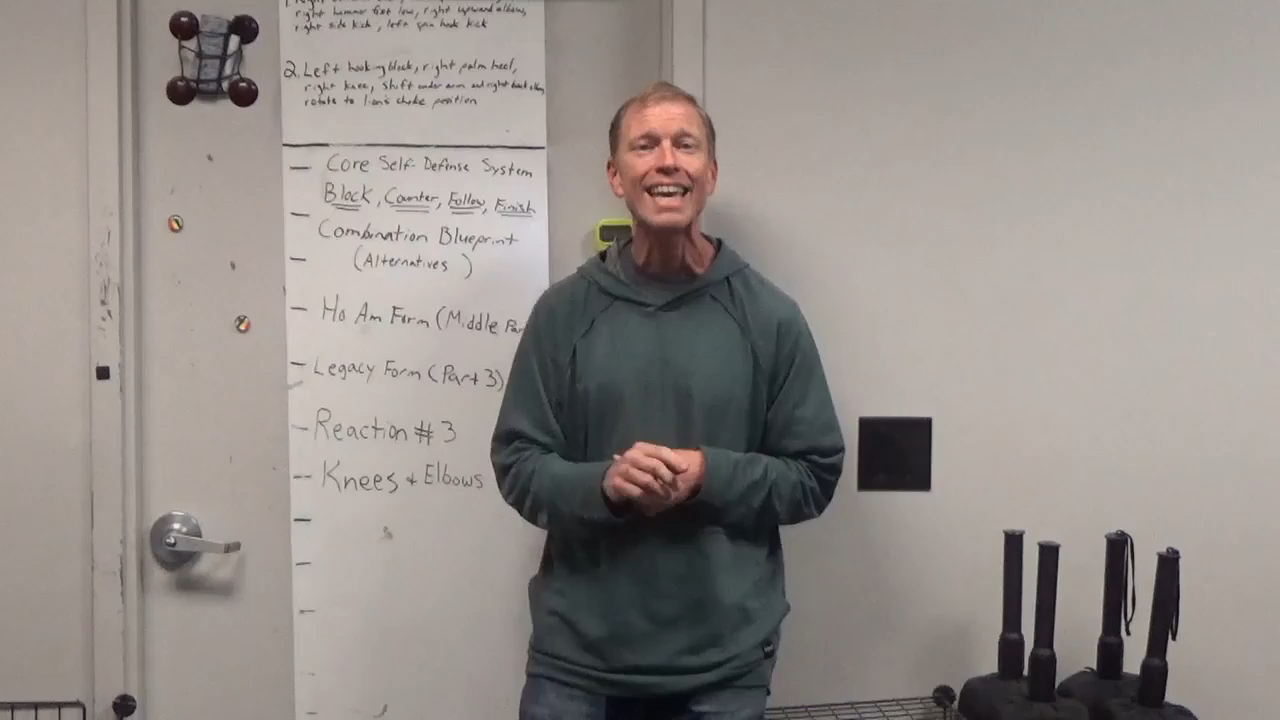 right hammer fist low, right upward elbow,
right side kick, left spin hook kick
2. Left hooking block, right palm heel,
right knee, shift under arm and right back elbow
rotate to lion's choke position
Core Self-Defense System
Block, Counter, Follow, Finish
Combination Blueprint
(Alternatives)
Ho Am Form (Middle Par
Legacy Form (Part 3)
Reaction #3
Knees & Elbows